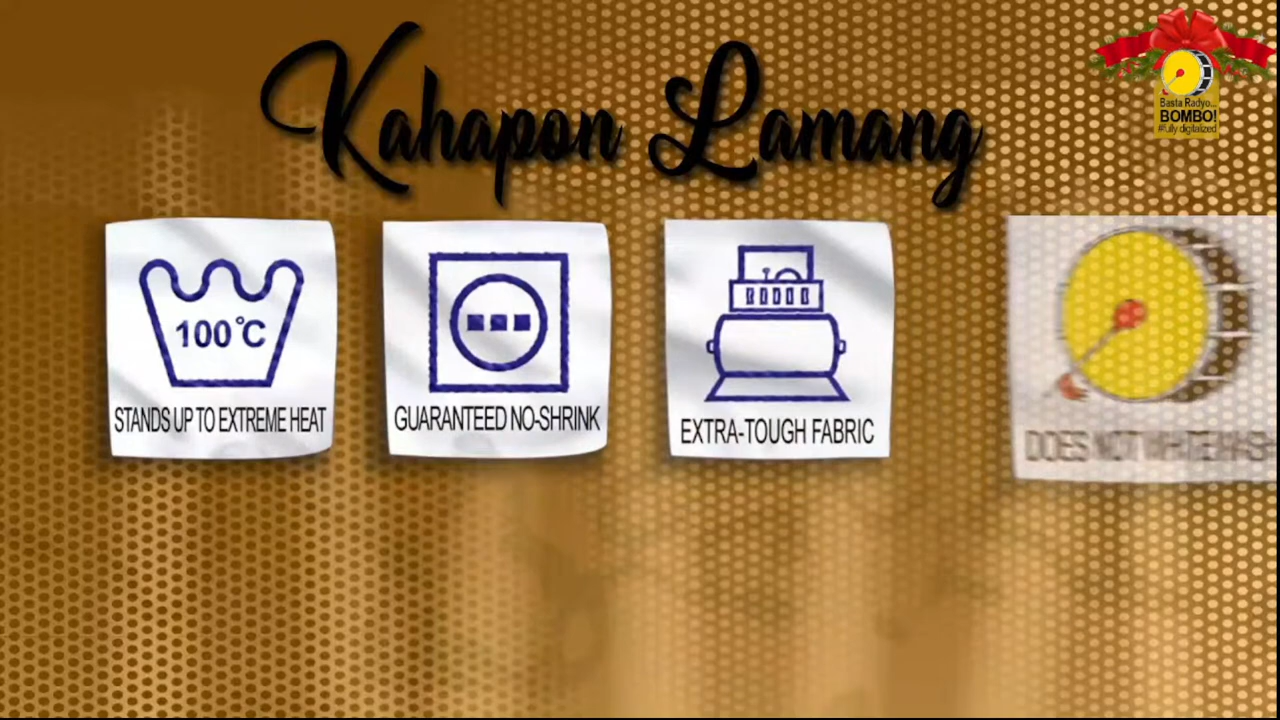 Kahapon Lamang
Basta Radyo...
BOMBO!
#fully digitalized
100°C
STANDS UP TO EXTREME HEAT
GUARANTEED NO-SHRINK
EXTRA-TOUGH FABRIC
DOES NOT WHITEWASH